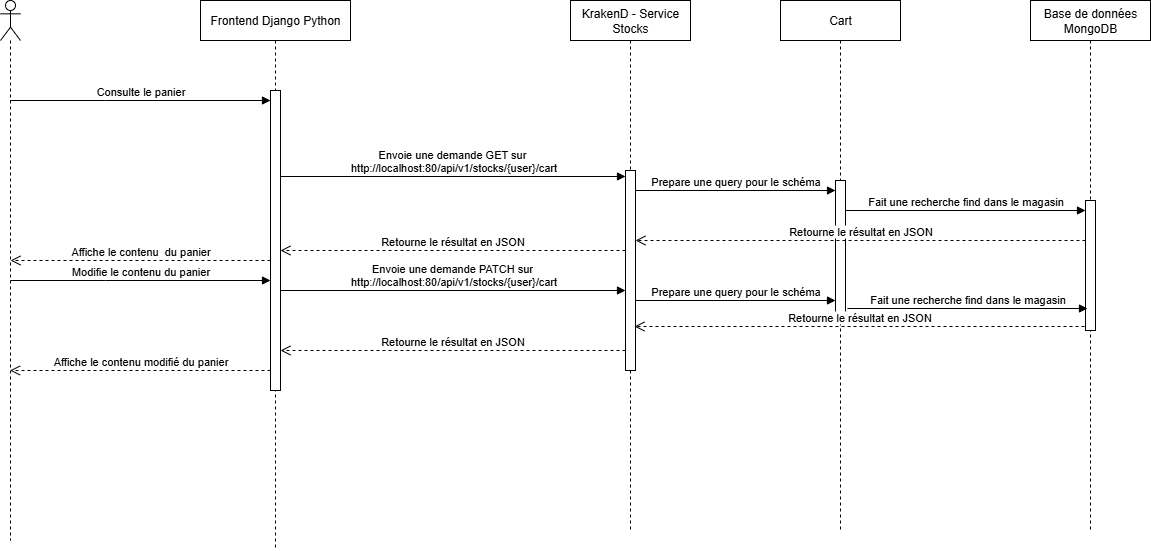 Frontend Django Python
KrakenD - Service
Stocks
Cart
Base de données
MongoDB
Consulte le panier
Envoie une demande GET sur
http://localhost:80/api/v1/stocks/{user}/cart
Prepare une query pour le schéma
Fait une recherche find dans le magasin
Retourne le résultat en JSON
Retourne le résultat en JSON
Affiche le contenu  du panier
Modifie le contenu du panier
Envoie une demande PATCH sur
http://localhost:80/api/v1/stocks/{user}/cart
Prepare une query pour le schéma
Fait une recherche find dans le magasin
Retourne le résultat en JSON
Retourne le résultat en JSON
Affiche le contenu modifié du panier